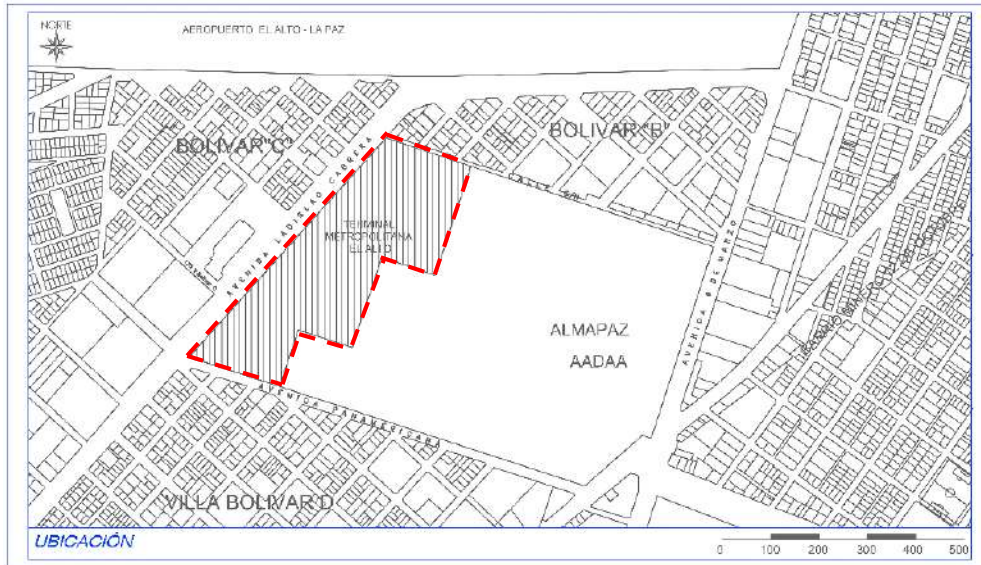 NORTE
AEROPUERTO EL ALTO - LA PAZ
BOLIVAR "C"
BOLIVAR "B"
AVENIDA LADISLAO CABRERA
TERMINAL
METROPOLITANA
EL ALTO
AVENIDA 6 DE MARZO
ALMAPAZ
AADAA
AVENIDA PANAMERICANA
VILLA BOLIVAR D
UBICACIÓN
0 100 200 300 400 500